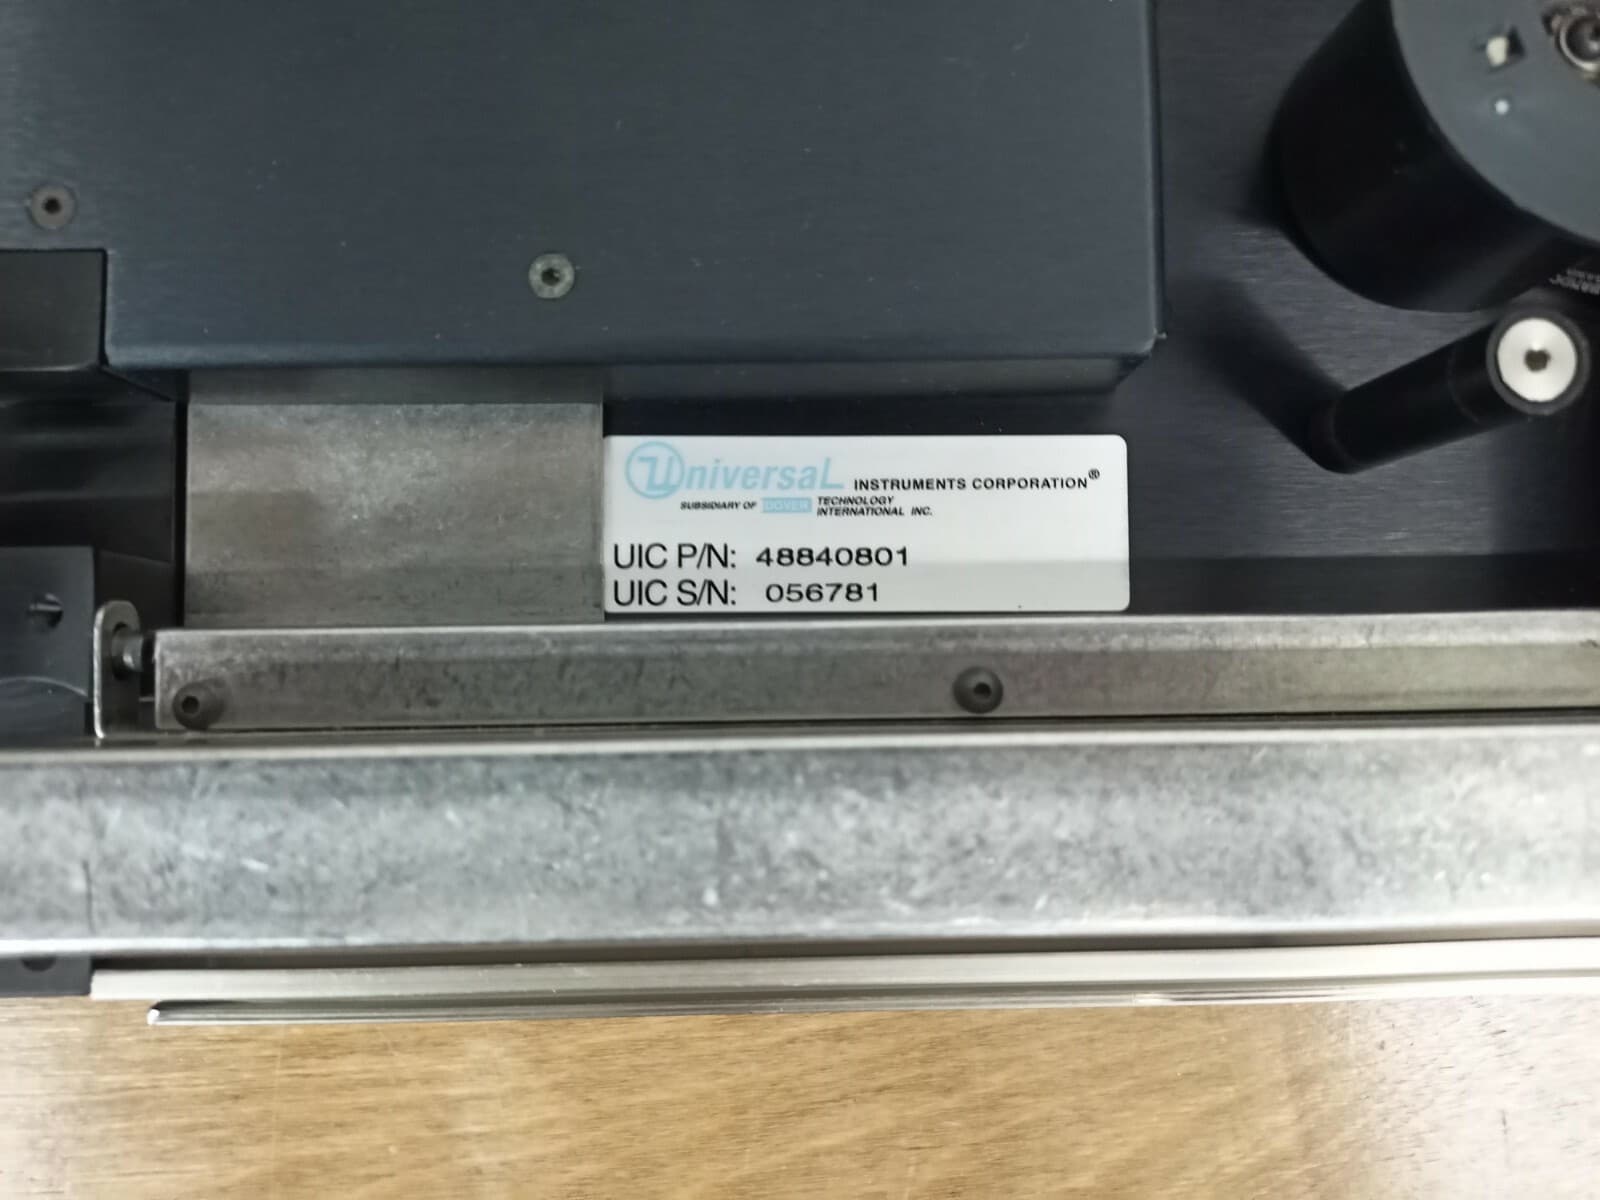 Universal INSTRUMENTS CORPORATION®
SUBSIDIARY OF DOVER TECHNOLOGY INTERNATIONAL INC.
UIC P/N: 48840801
UIC S/N: 056781